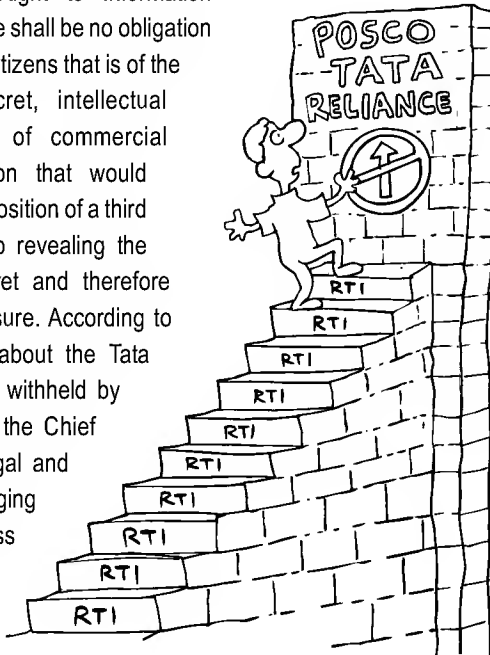 to information
e shall be no obligation
tizens that is of the
cret, intellectual
of commercial
on that would
osition of a third
o revealing the
ret and therefore
sure. According to
about the Tata
withheld by
the Chief
gal and
ging
ss
POSCO
TATA
RELIANCE
RTI
RTI
RTI
RTI
RTI
RTI
RTI
RTI
RTI
RTI